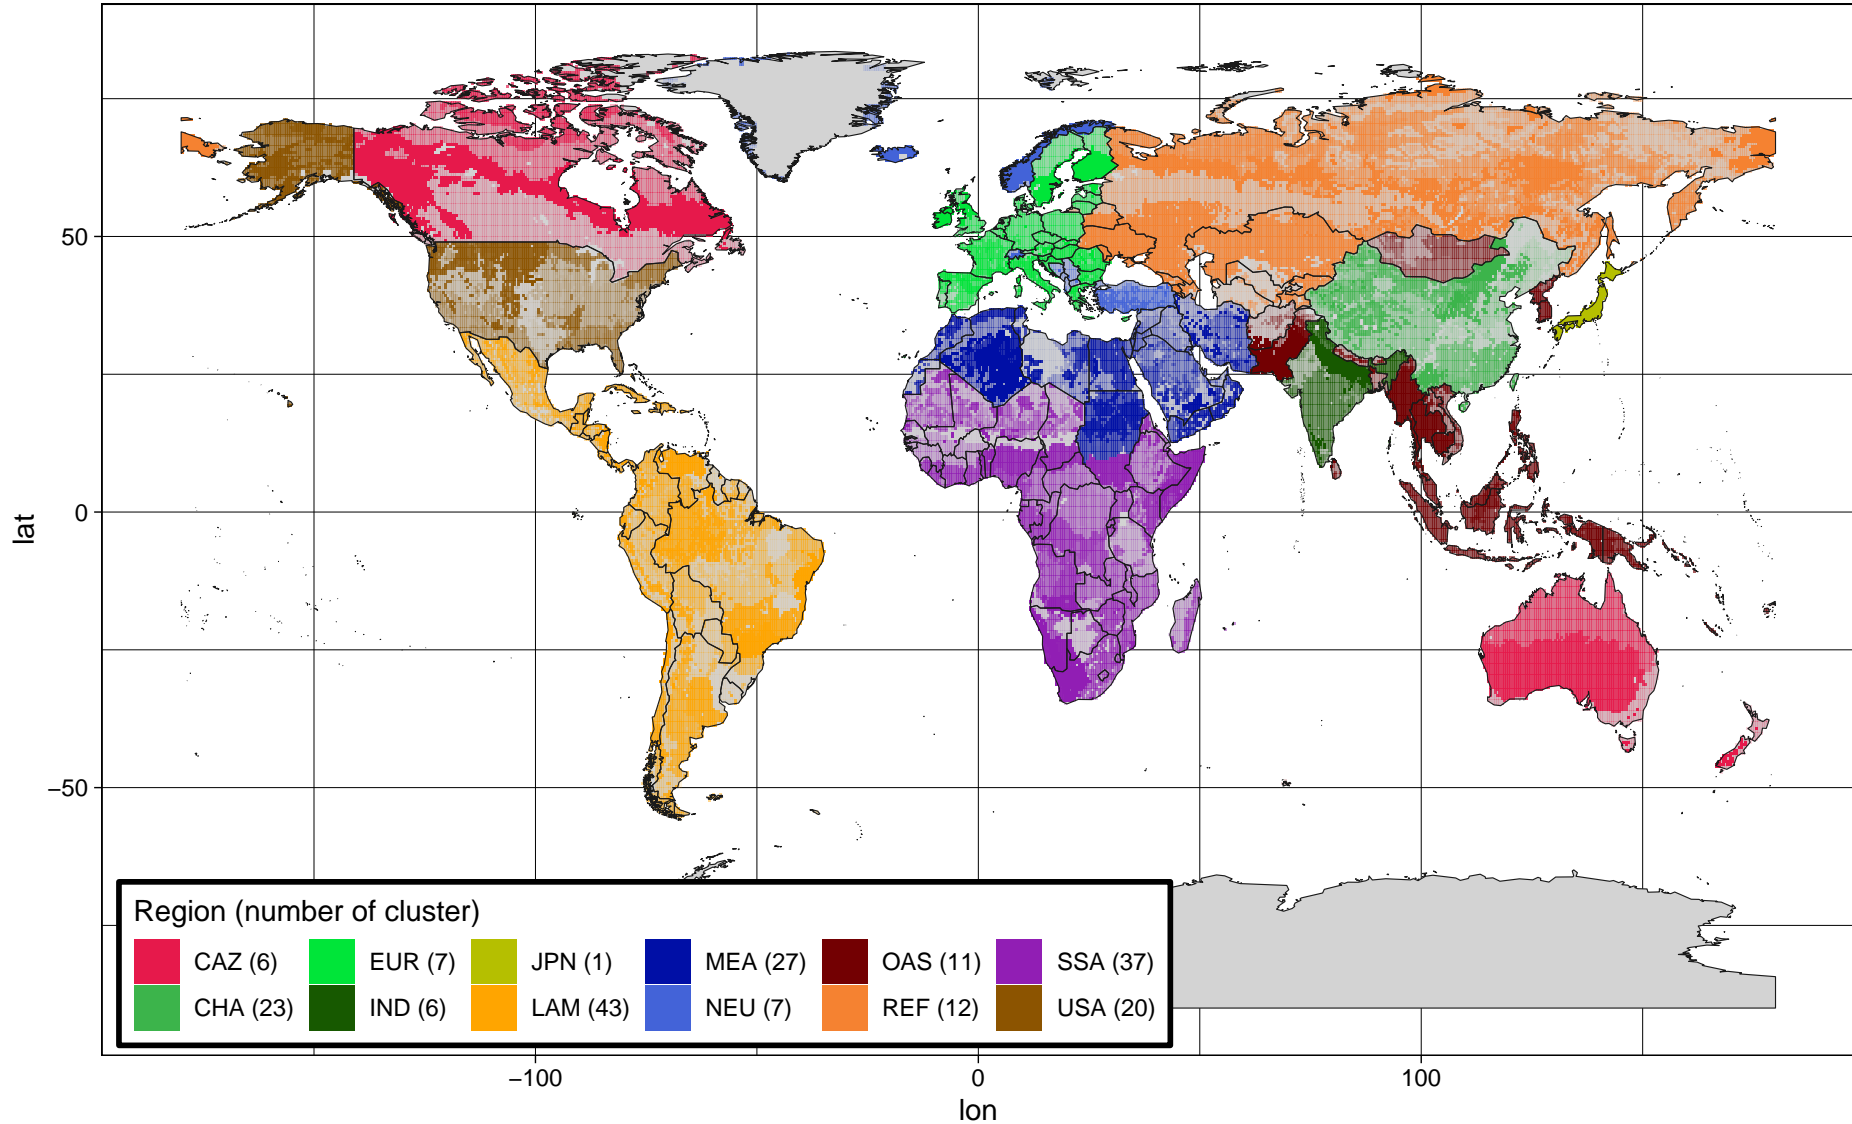 50
0
−50
lat
Region (number of cluster)
CAZ (6) EUR (7) JPN (1) MEA (27) OAS (11) SSA (37)
CHA (23) IND (6) LAM (43) NEU (7) REF (12) USA (20)
−100 0 100
lon